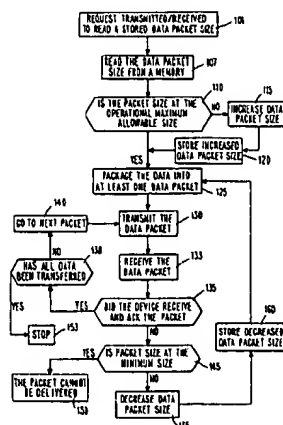 REQUEST TRANSMITTED/RECEIVED
TO READ A STORED DATA PACKET SIZE
105
READ THE DATA PACKET
SIZE FROM A MEMORY
107
IS THE PACKET SIZE AT THE
OPERATIONAL MAXIMUM
ALLOWABLE SIZE
110
NO
INCREASE DATA
PACKET SIZE
115
STORE INCREASED
DATA PACKET SIZE
120
YES
PACKAGE THE DATA INTO
AT LEAST ONE DATA PACKET
125
140
GO TO NEXT PACKET
TRANSMIT THE
DATA PACKET
130
NO
138
HAS ALL DATA
BEEN TRANSFERRED
RECEIVE THE
DATA PACKET
133
YES
STOP
153
YES
DID THE DEVICE RECEIVE
AND ACK THE PACKET
135
NO
160
STORE DECREASED
DATA PACKET SIZE
YES
IS PACKET SIZE AT THE
MINIMUM SIZE
145
THE PACKET CANNOT
BE DELIVERED
NO
DECREASE DATA
PACKET SIZE